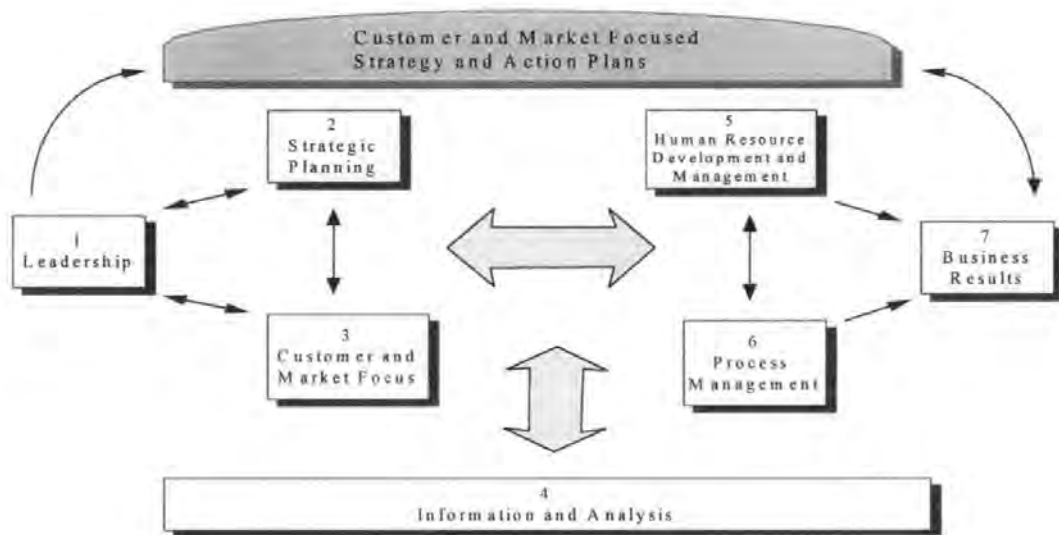 Customer and Market Focused
Strategy and Action Plans
2
Strategic
Planning
5
Human Resource
Development and
Management
1
Leadership
7
Business
Results
3
Customer and
Market Focus
6
Process
Management
4
Information and Analysis